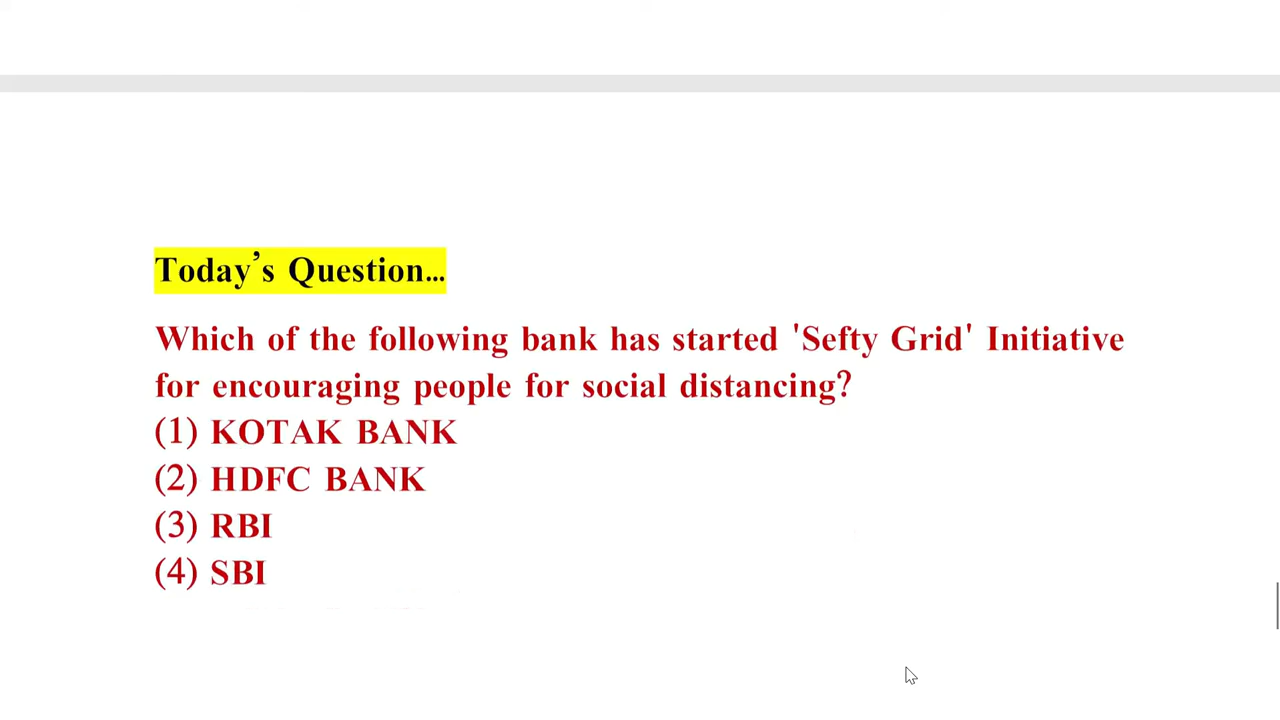 Today's Question...
Which of the following bank has started 'Sefty Grid' Initiative
for encouraging people for social distancing?
(1) KOTAK BANK
(2) HDFC BANK
(3) RBI
(4) SBI